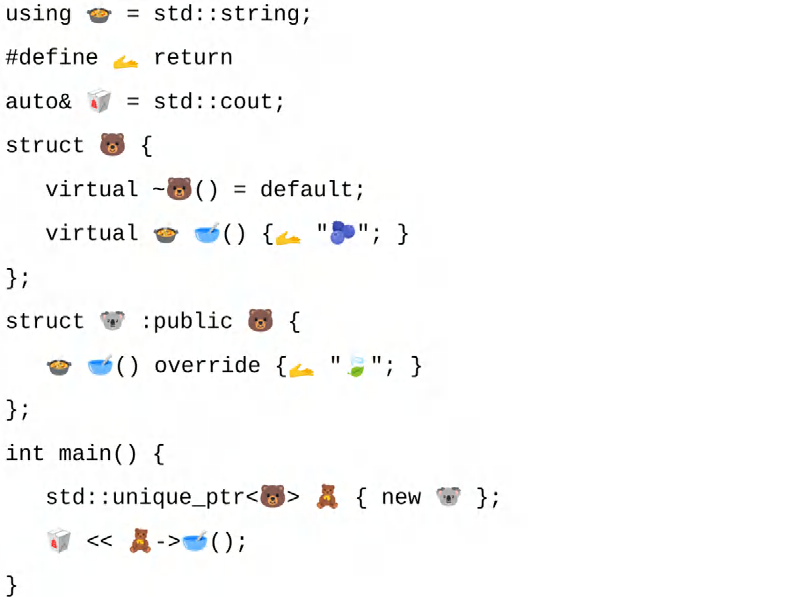 using 🍲 = std::string;
#define 🫴 return
auto& 🥡 = std::cout;
struct 🐻 {
   virtual ~🐻() = default;
   virtual 🍲 🥣() {🫴 "🫐"; }
};
struct 🐨 :public 🐻 {
   🍲 🥣() override {🫴 "🍃"; }
};
int main() {
   std::unique_ptr<🐻> 🧸 { new 🐨 };
   🥡 << 🧸->🥣();
}